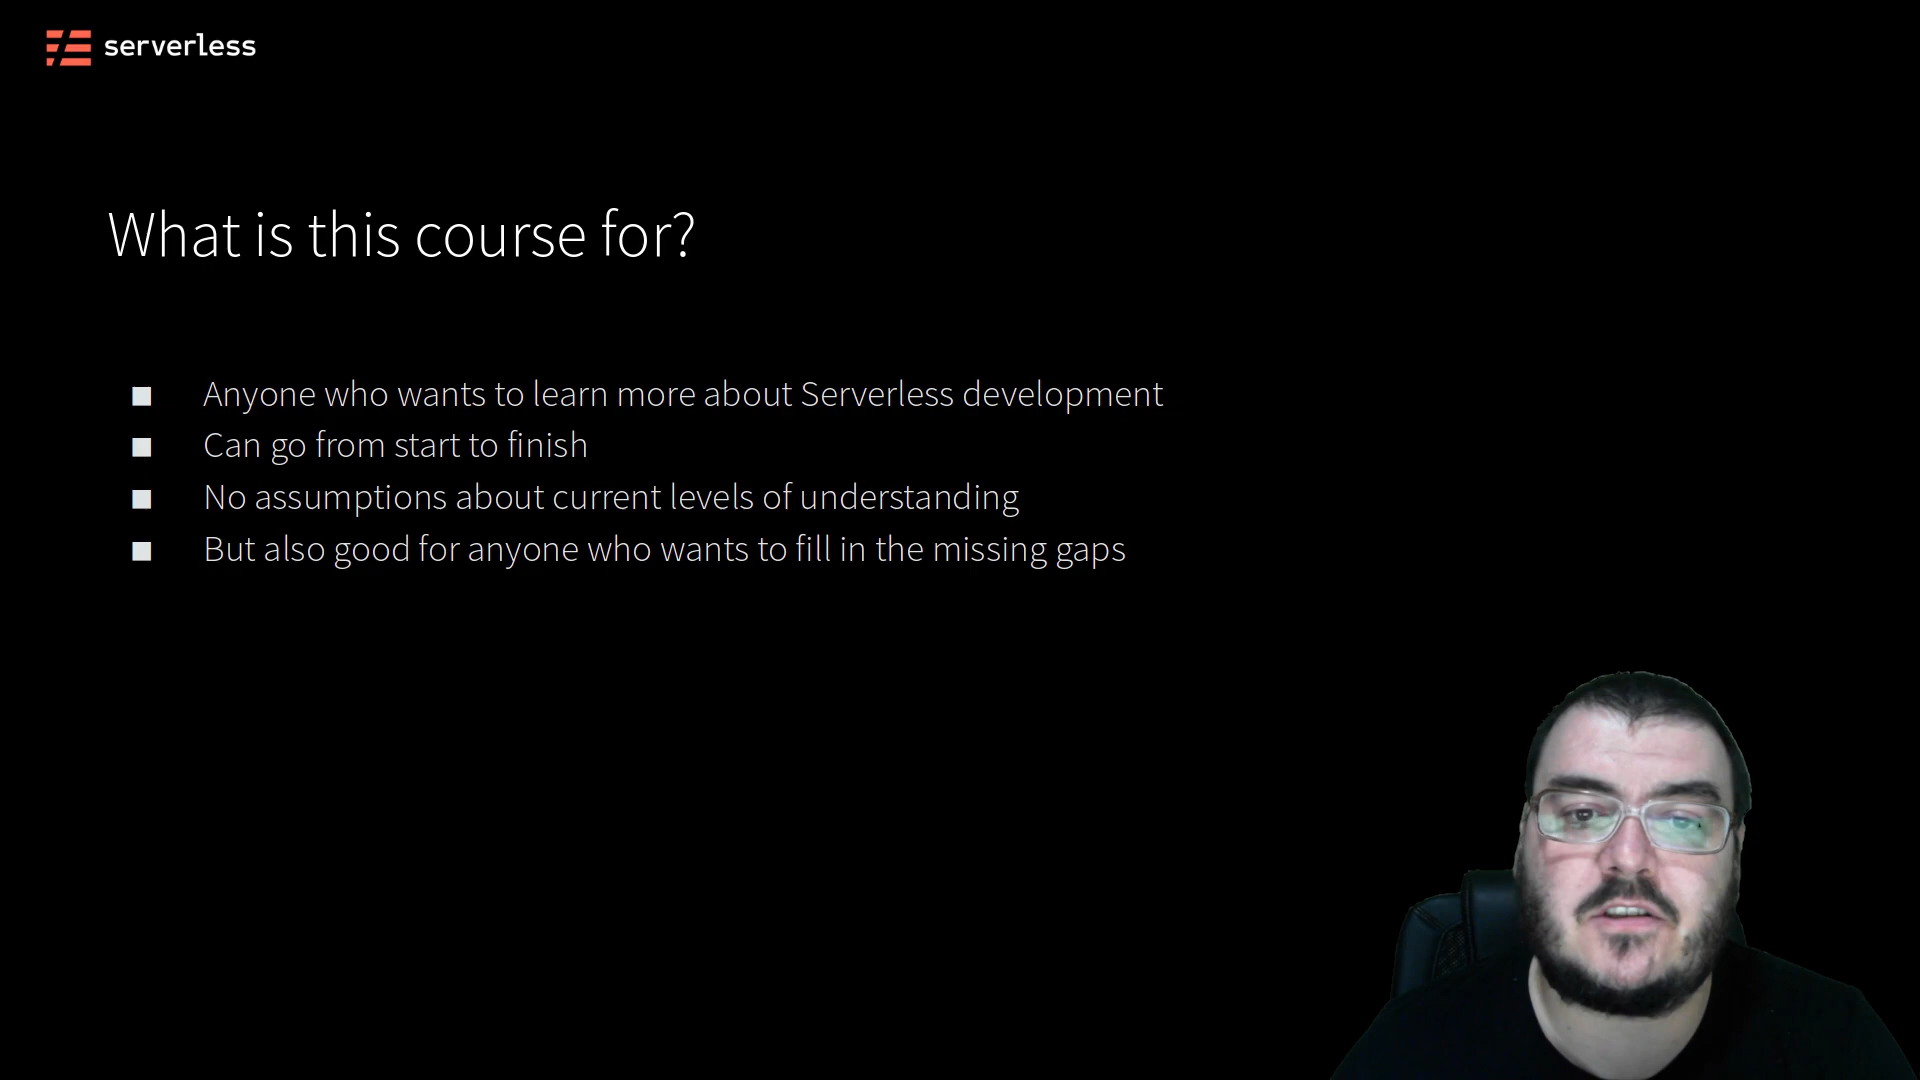 serverless
What is this course for?
■ Anyone who wants to learn more about Serverless development
■ Can go from start to finish
■ No assumptions about current levels of understanding
■ But also good for anyone who wants to fill in the missing gaps